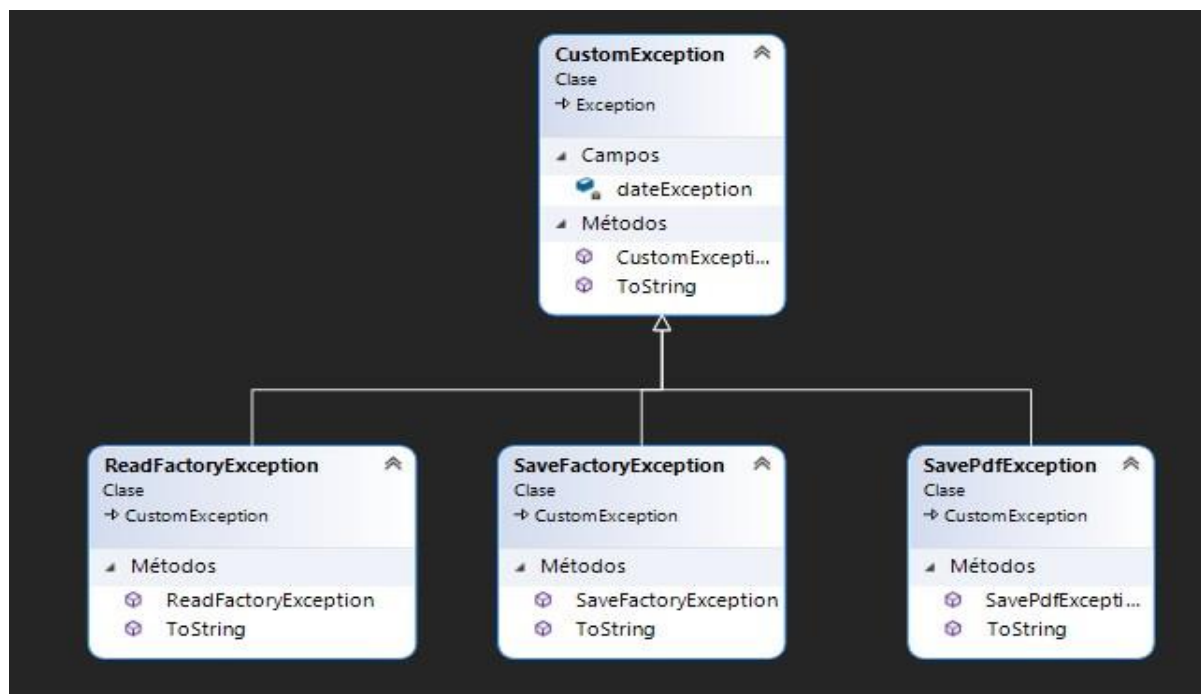 CustomException
Clase
Exception
Campos
dateException
Métodos
CustomExcepti...
ToString
ReadFactoryException
Clase
CustomException
Métodos
ReadFactoryException
ToString
SaveFactoryException
Clase
CustomException
Métodos
SaveFactoryException
ToString
SavePdfException
Clase
CustomException
Métodos
SavePdfExcepti...
ToString